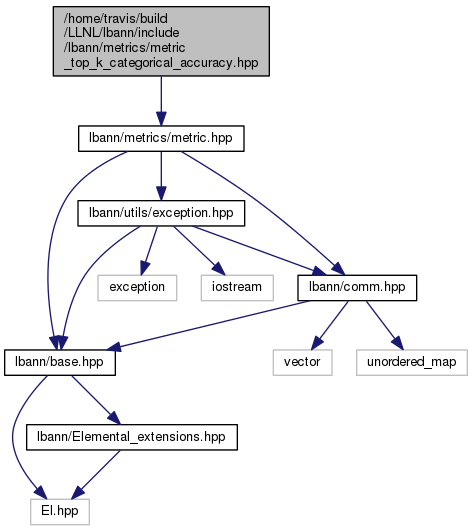 /home/travis/build
/LLNL/lbann/include
/lbann/metrics/metric
_top_k_categorical_accuracy.hpp
lbann/metrics/metric.hpp
lbann/utils/exception.hpp
exception
iostream
lbann/comm.hpp
lbann/base.hpp
vector
unordered_map
lbann/Elemental_extensions.hpp
El.hpp